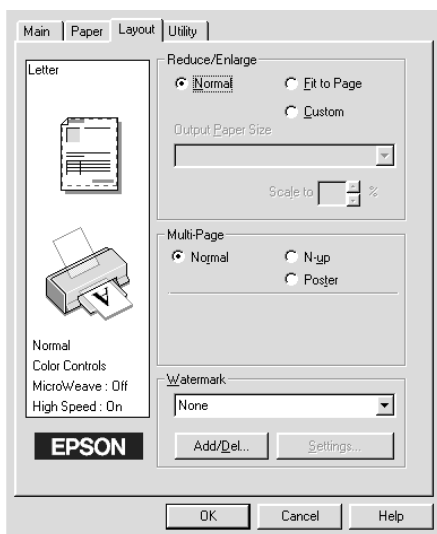 Main Paper Layout Utility
Letter
Normal
Color Controls
MicroWeave : Off
High Speed : On
EPSON
Reduce/Enlarge
Normal Fit to Page
Custom
Output Paper Size
Scale to %
Multi-Page
Normal N-up
Poster
Watermark
None
Add/Del... Settings...
OK Cancel Help